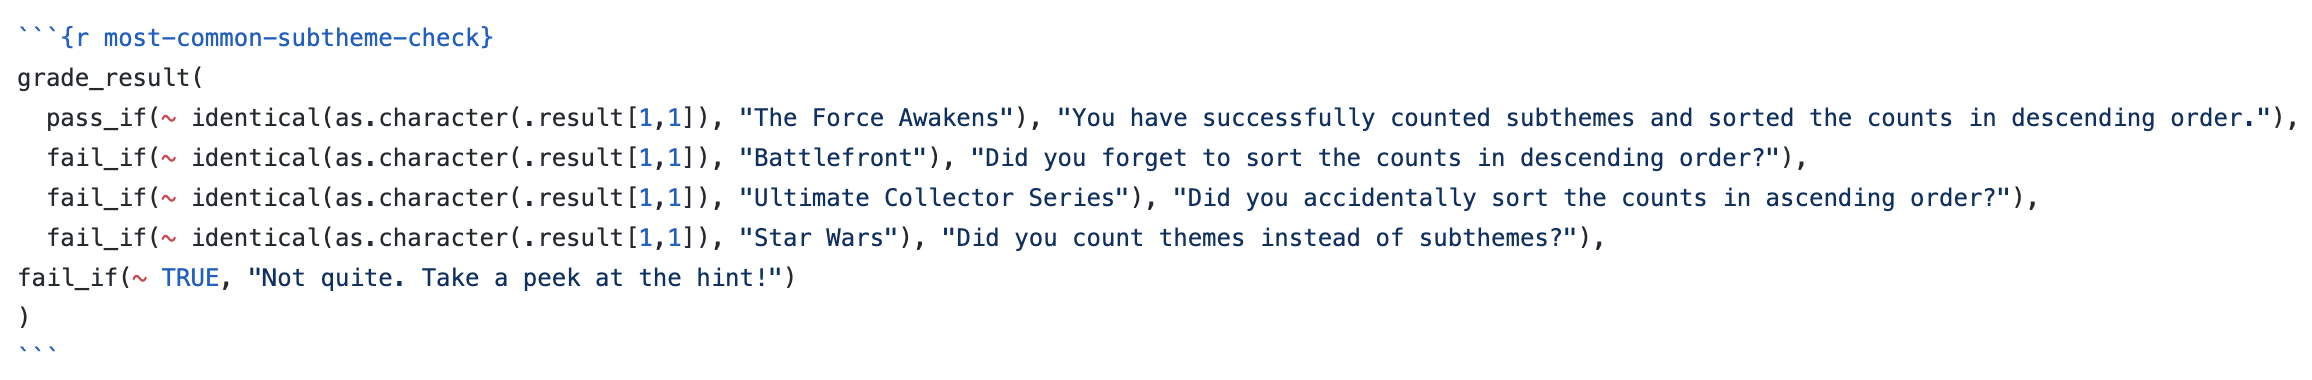 ```{r most-common-subtheme-check}
grade_result(
  pass_if(~ identical(as.character(.result[1,1]), "The Force Awakens"), "You have successfully counted subthemes and sorted the counts in descending order."),
  fail_if(~ identical(as.character(.result[1,1]), "Battlefront"), "Did you forget to sort the counts in descending order?"),
  fail_if(~ identical(as.character(.result[1,1]), "Ultimate Collector Series"), "Did you accidentally sort the counts in ascending order?"),
  fail_if(~ identical(as.character(.result[1,1]), "Star Wars"), "Did you count themes instead of subthemes?"),
fail_if(~ TRUE, "Not quite. Take a peek at the hint!")
)
```